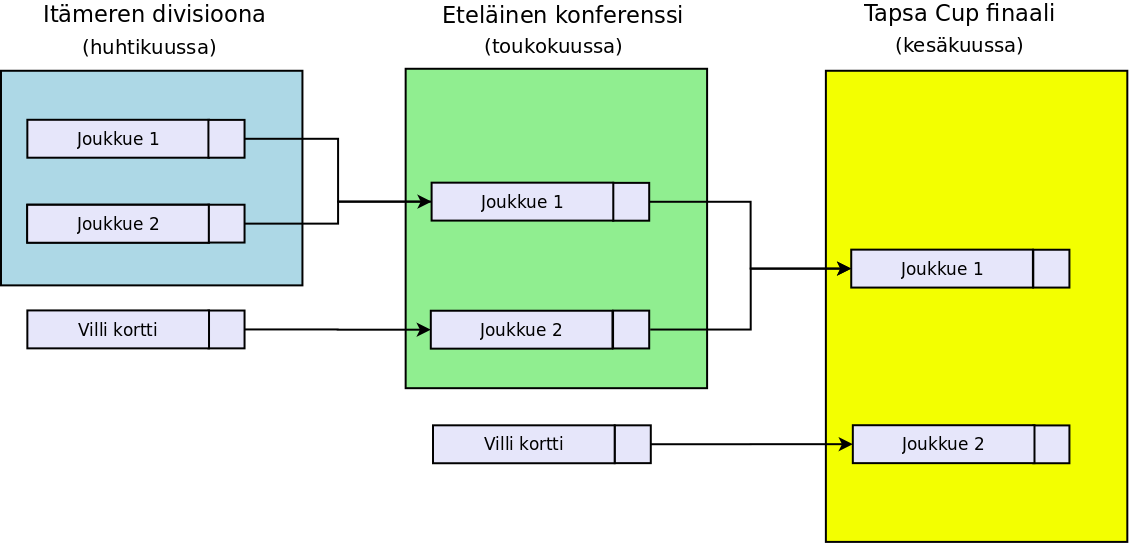 Itämeren divisioona
(huhtikuussa)
Joukkue 1
Joukkue 2
Villi kortti
Eteläinen konferenssi
(toukokuussa)
Joukkue 1
Joukkue 2
Villi kortti
Tapsa Cup finaali
(kesäkuussa)
Joukkue 1
Joukkue 2